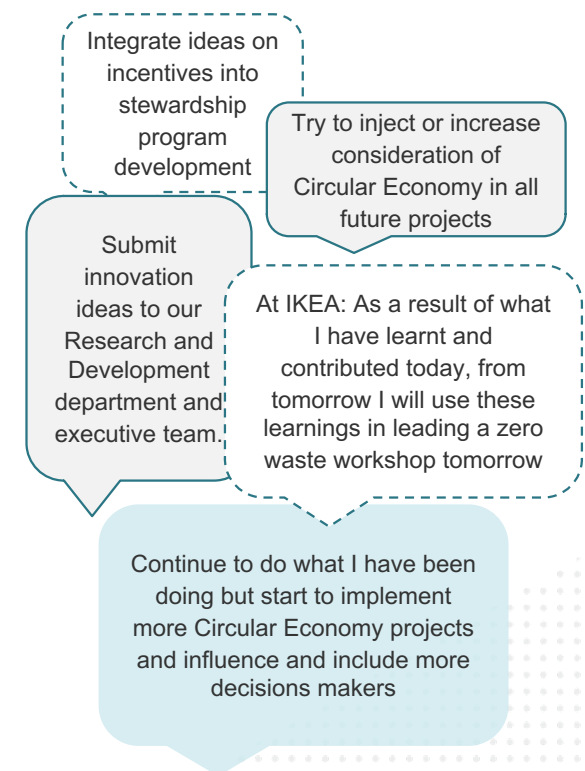 Integrate ideas on
incentives into
stewardship
program
development
Try to inject or increase
consideration of
Circular Economy in all
future projects
Submit
innovation
ideas to our
Research and
Development
department and
executive team.
At IKEA: As a result of what
I have learnt and
contributed today, from
tomorrow I will use these
learnings in leading a zero
waste workshop tomorrow
Continue to do what I have been
doing but start to implement
more Circular Economy projects
and influence and include more
decisions makers